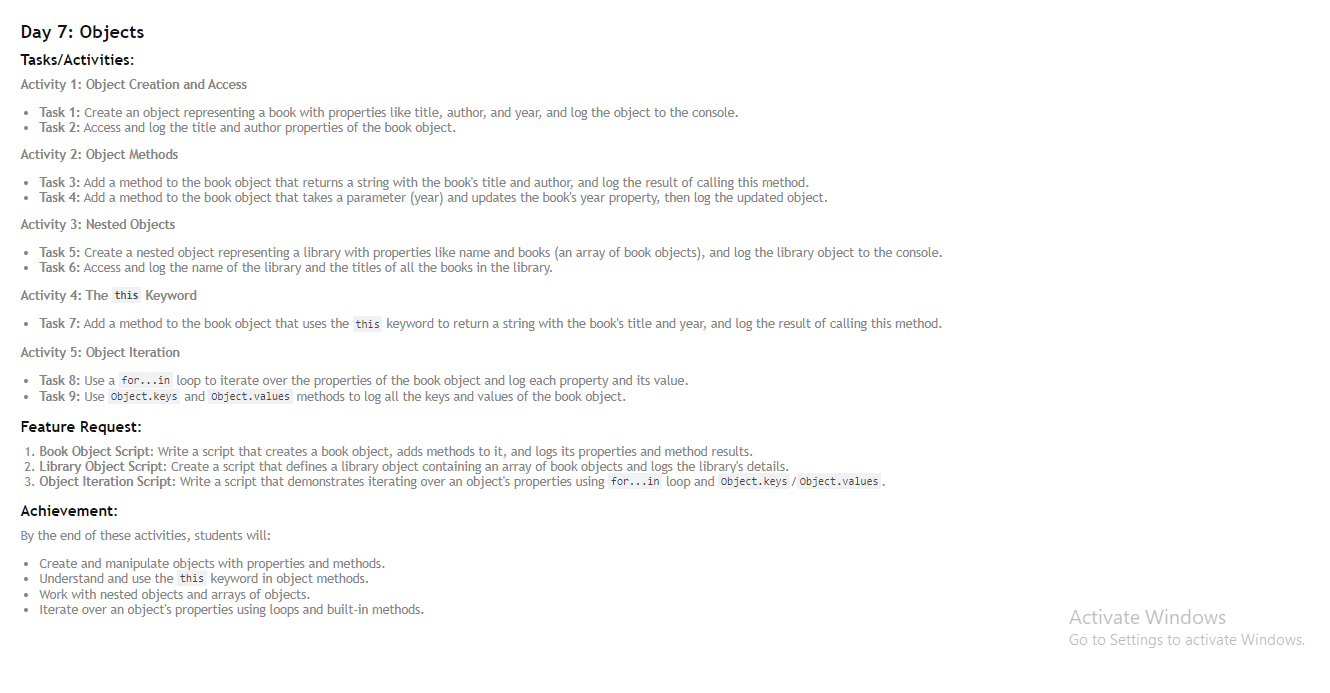 Day 7: Objects
Tasks/Activities:
Activity 1: Object Creation and Access
• Task 1: Create an object representing a book with properties like title, author, and year, and log the object to the console.
• Task 2: Access and log the title and author properties of the book object.
Activity 2: Object Methods
• Task 3: Add a method to the book object that returns a string with the book's title and author, and log the result of calling this method.
• Task 4: Add a method to the book object that takes a parameter (year) and updates the book's year property, then log the updated object.
Activity 3: Nested Objects
• Task 5: Create a nested object representing a library with properties like name and books (an array of book objects), and log the library object to the console.
• Task 6: Access and log the name of the library and the titles of all the books in the library.
Activity 4: The this Keyword
• Task 7: Add a method to the book object that uses the this keyword to return a string with the book's title and year, and log the result of calling this method.
Activity 5: Object Iteration
• Task 8: Use a for...in loop to iterate over the properties of the book object and log each property and its value.
• Task 9: Use Object.keys and Object.values methods to log all the keys and values of the book object.
Feature Request:
1. Book Object Script: Write a script that creates a book object, adds methods to it, and logs its properties and method results.
2. Library Object Script: Create a script that defines a library object containing an array of book objects and logs the library's details.
3. Object Iteration Script: Write a script that demonstrates iterating over an object's properties using for...in loop and Object.keys / Object.values.
Achievement:
By the end of these activities, students will:
• Create and manipulate objects with properties and methods.
• Understand and use the this keyword in object methods.
• Work with nested objects and arrays of objects.
• Iterate over an object's properties using loops and built-in methods.
Activate Windows
Go to Settings to activate Windows.